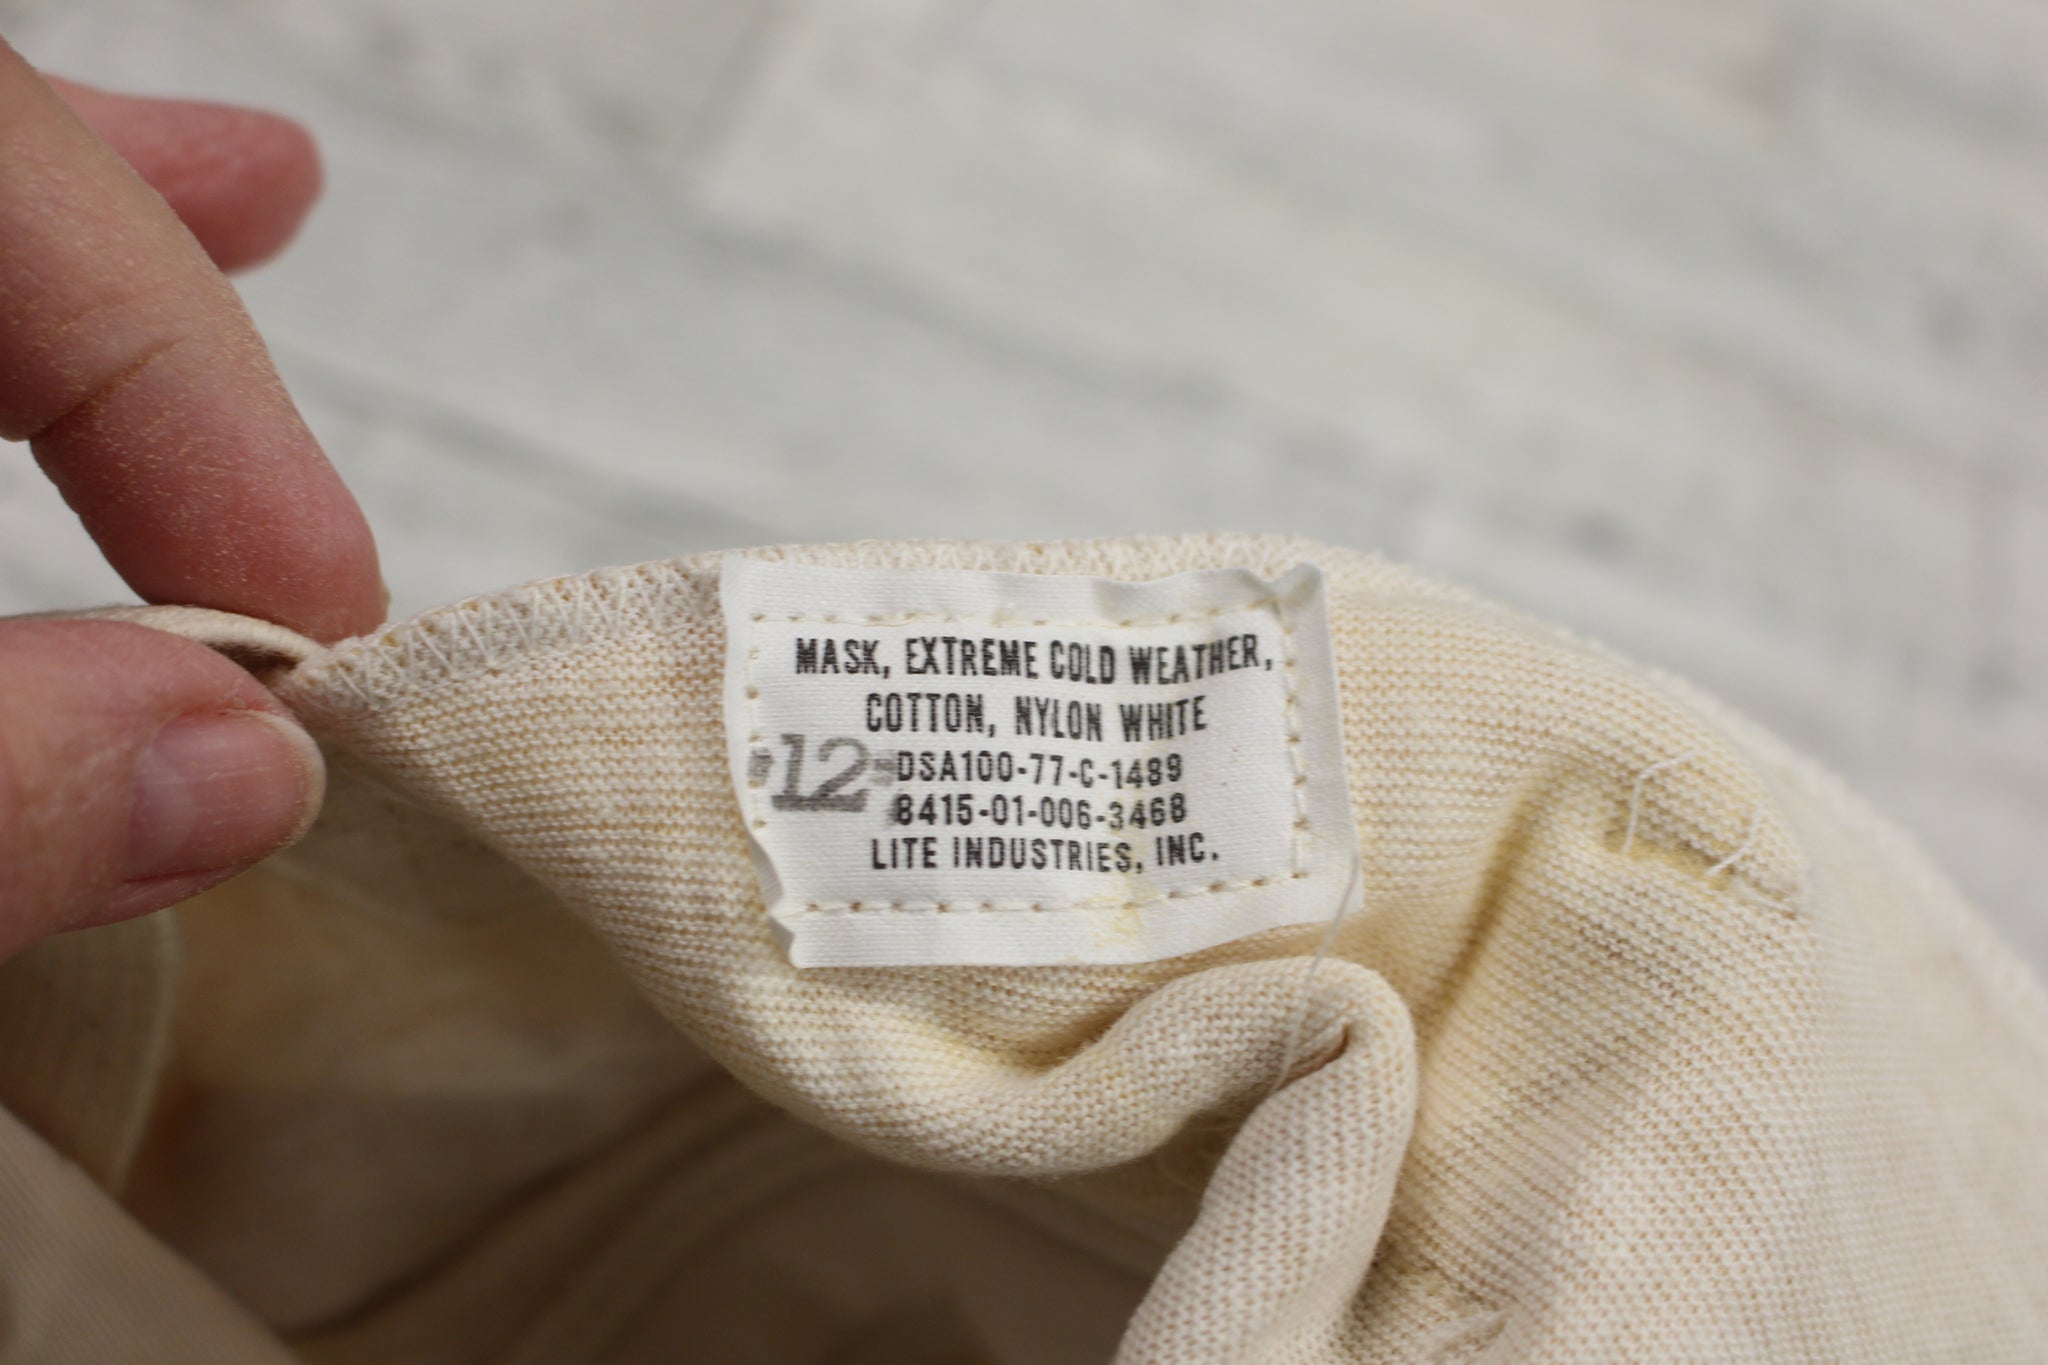 MASK, EXTREME COLD WEATHER,
COTTON, NYLON WHITE
DSA100-77-C-1489
12
8415-01-006-3468
LITE INDUSTRIES, INC.